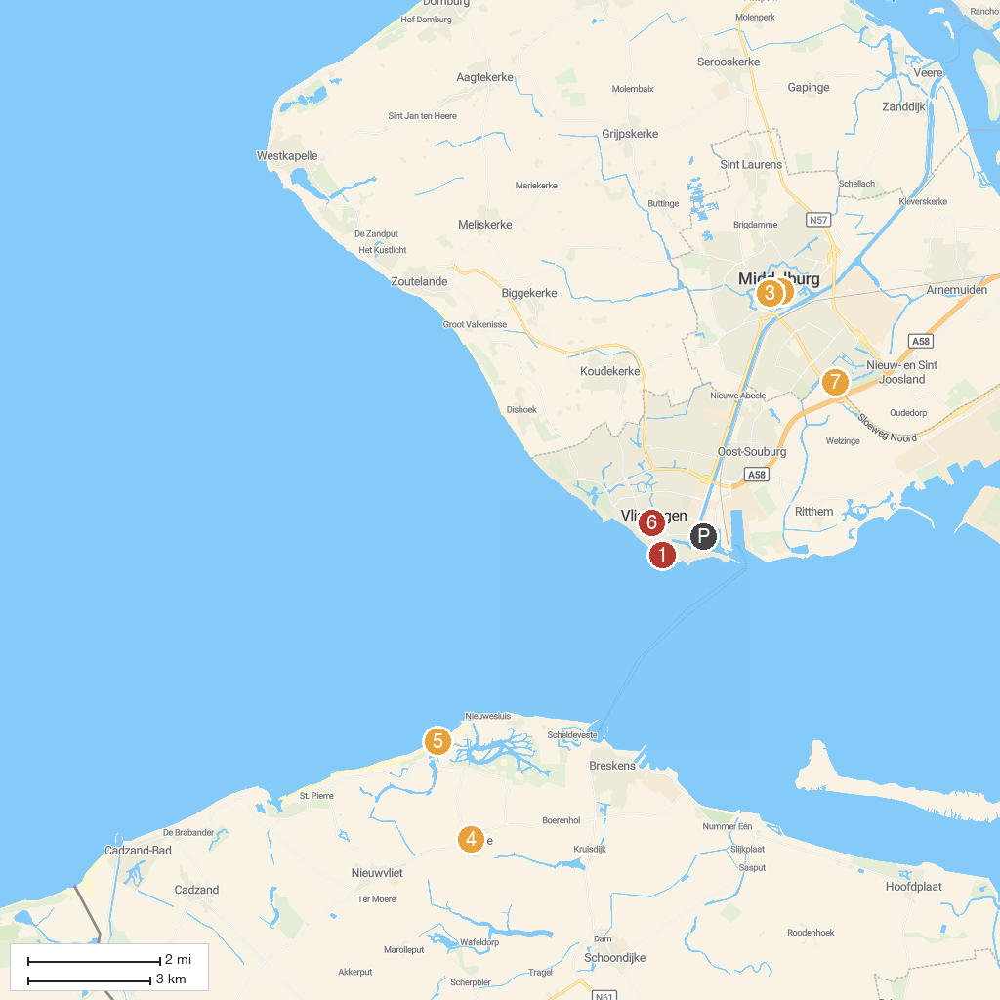 Domburg
Hof Domburg
Molenperk
Rancho
Serooskerke
Veere
Aagtekerke
Gapinge
Molembaix
Zanddijk
Sint Jan ten Heere
Grijpskerke
Westkapelle
Sint Laurens
Mariekerke
Schellach
Buttinge
Kleverskerke
N57
Meliskerke
Brigdamme
De Zandput
Het Kustlicht
Zoutelande
Biggekerke
3
Arnemuiden
Groot Valkenisse
A58
Koudekerke
Nieuw- en Sint
Joosland
7
Nieuwe Abeele
Dishoek
Oudedorp
Sloeweg Noord
Welzinge
Oost-Souburg
A58
Ritthem
6
P
1
Nieuwesluis
Scheldeveste
5
Breskens
St. Pierre
Boerenhol
Nummer Een
De Brabander
4
Cadzand-Bad
Kruisdijk
Slijkplaat
Sasput
Nieuwvliet
Cadzand
Hoofdplaat
Ter Moere
Roodenhoek
Dam
Wafeldorp
Marolleput
Schoondijke
2 mi
Akkerput
Tragel
3 km
Scherpbier
N61